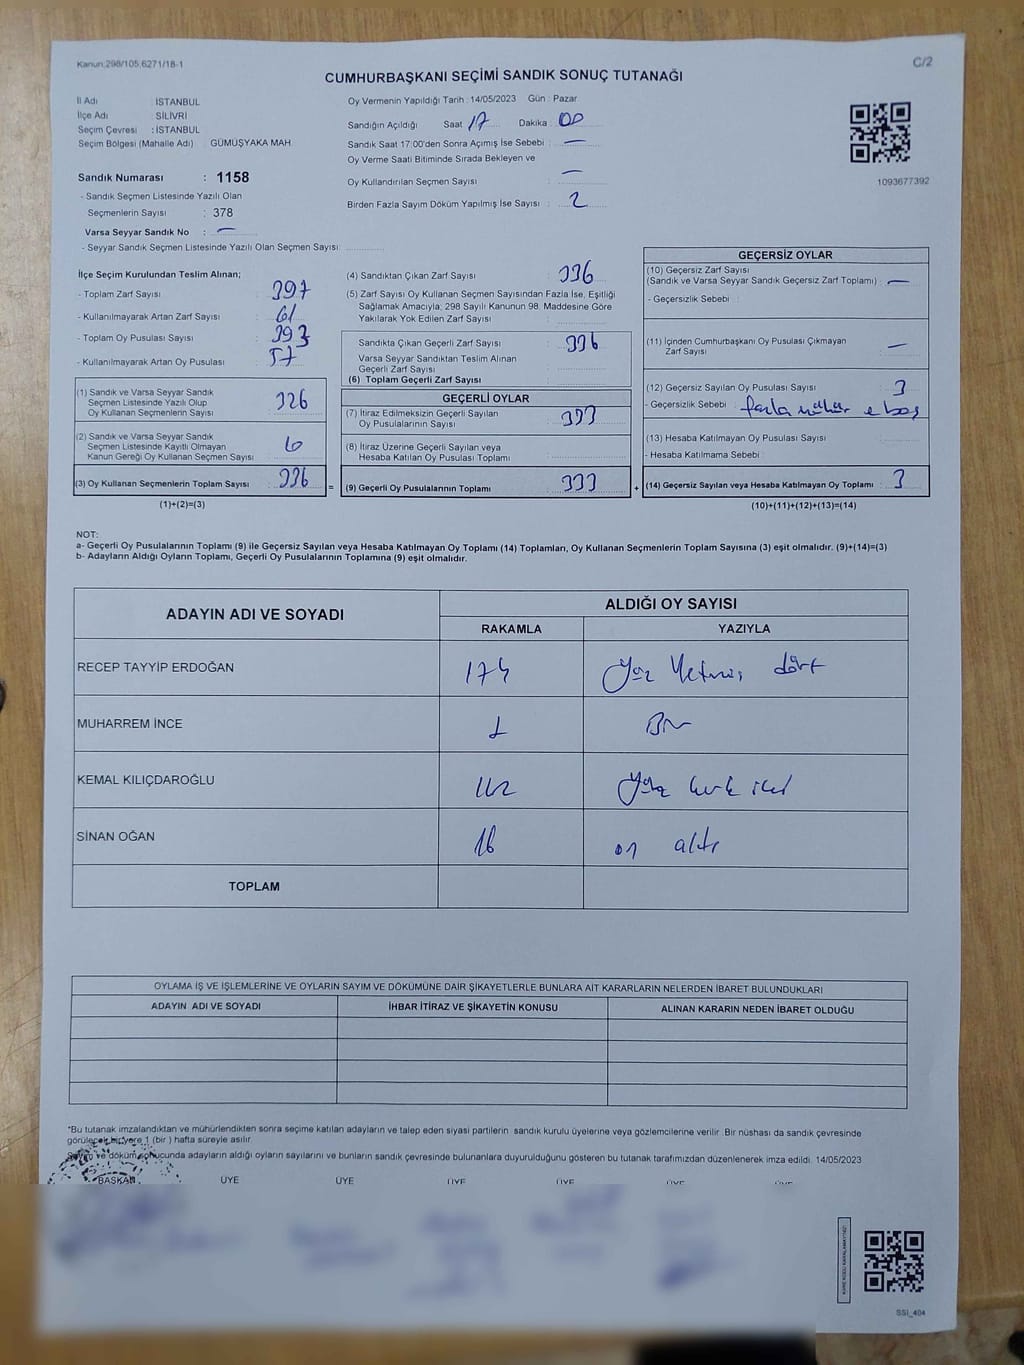 Kanun;298/105,6271/18-1
C/2
CUMHURBAŞKANI SEÇİMİ SANDIK SONUÇ TUTANAĞI
İl Adı İSTANBUL
İlçe Adı SİLİVRİ
Seçim Çevresi : İSTANBUL
Seçim Bölgesi (Mahalle Adı) GÜMÜŞYAKA MAH.
Sandık Numarası : 1158
- Sandık Seçmen Listesinde Yazılı Olan
Seçmenlerin Sayısı : 378
Varsa Seyyar Sandık No : —
- Seyyar Sandık Seçmen Listesinde Yazılı Olan Seçmen Sayısı
Oy Vermenin Yapıldığı Tarih : 14/05/2023 Gün : Pazar
Sandığın Açıldığı Saat 17 Dakika : 00
Sandık Saat 17:00'den Sonra Açılmış İse Sebebi : —
Oy Verme Saati Bitiminde Sırada Bekleyen ve
Oy Kullandırılan Seçmen Sayısı : —
Birden Fazla Sayım Döküm Yapılmış İse Sayısı : 2
1093677392
İlçe Seçim Kurulundan Teslim Alınan;
- Toplam Zarf Sayısı : 397
- Kullanılmayarak Artan Zarf Sayısı : 61
- Toplam Oy Pusulası Sayısı : 393
- Kullanılmayarak Artan Oy Pusulası : 57
(1) Sandık ve Varsa Seyyar Sandık
Seçmen Listesinde Yazılı Olup
Oy Kullanan Seçmenlerin Sayısı : 326
(2) Sandık ve Varsa Seyyar Sandık
Seçmen Listesinde Kayıtlı Olmayan
Kanun Gereği Oy Kullanan Seçmen Sayısı :
(3) Oy Kullanan Seçmenlerin Toplam Sayısı : 336 =
(1)+(2)=(3)
(4) Sandıktan Çıkan Zarf Sayısı : 336
(5) Zarf Sayısı Oy Kullanan Seçmen Sayısından Fazla İse, Eşitliği
Sağlamak Amacıyla, 298 Sayılı Kanunun 98. Maddesine Göre
Yakılarak Yok Edilen Zarf Sayısı :
Sandıkta Çıkan Geçerli Zarf Sayısı : 336
Varsa Seyyar Sandıktan Teslim Alınan
Geçerli Zarf Sayısı :
(6) Toplam Geçerli Zarf Sayısı :
GEÇERLİ OYLAR
(7) İtiraz Edilmeksizin Geçerli Sayılan
Oy Pusulalarının Sayısı : 333
(8) İtiraz Üzerine Geçerli Sayılan veya
Hesaba Katılan Oy Pusulası Toplamı :
(9) Geçerli Oy Pusulalarının Toplamı : 333 +
GEÇERSİZ OYLAR
(10) Geçersiz Zarf Sayısı
(Sandık ve Varsa Seyyar Sandık Geçersiz Zarf Toplamı) : —
- Geçersizlik Sebebi :
(11) İçinden Cumhurbaşkanı Oy Pusulası Çıkmayan
Zarf Sayısı : —
(12) Geçersiz Sayılan Oy Pusulası Sayısı : 3
- Geçersizlik Sebebi : fazla mühür boş
(13) Hesaba Katılmayan Oy Pusulası Sayısı :
- Hesaba Katılmama Sebebi :
(14) Geçersiz Sayılan veya Hesaba Katılmayan Oy Toplamı : 3
(10)+(11)+(12)+(13)=(14)
NOT:
a- Geçerli Oy Pusulalarının Toplamı (9) ile Geçersiz Sayılan veya Hesaba Katılmayan Oy Toplamı (14) Toplamları, Oy Kullanan Seçmenlerin Toplam Sayısına (3) eşit olmalıdır. (9)+(14)=(3)
b- Adayların Aldığı Oyların Toplamı, Geçerli Oy Pusulalarının Toplamına (9) eşit olmalıdır.
ADAYIN ADI VE SOYADI
ALDIĞI OY SAYISI
RAKAMLA YAZIYLA
RECEP TAYYİP ERDOĞAN 174 Yüz Yetmiş dört
MUHARREM İNCE 1 Bir
KEMAL KILIÇDAROĞLU 142 Yüz kırk iki
SİNAN OĞAN 16 on altı
TOPLAM
OYLAMA İŞ VE İŞLEMLERİNE VE OYLARIN SAYIM VE DÖKÜMÜNE DAİR ŞİKAYETLERLE BUNLARA AİT KARARLARIN NELERDEN İBARET BULUNDUKLARI
ADAYIN ADI VE SOYADI İHBAR İTİRAZ VE ŞİKAYETİN KONUSU ALINAN KARARIN NEDEN İBARET OLDUĞU
*Bu tutanak imzalandıktan ve mühürlendikten sonra seçime katılan adayların ve talep eden siyasi partilerin sandık kurulu üyelerine veya gözlemcilerine verilir. Bir nüshası da sandık çevresinde
görülecek bir yere 1 (bir) hafta süreyle asılır.
Sayım ve döküm sonucunda adayların aldığı oyların sayılarını ve bunların sandık çevresinde bulunanlara duyurulduğunu gösteren bu tutanak tarafımızdan düzenlenerek imza edildi. 14/05/2023
BAŞKAN ÜYE ÜYE ÜYE ÜYE ÜYE ÜYE
KARE KODU KARALAMAYINIZ!
SSİ_404